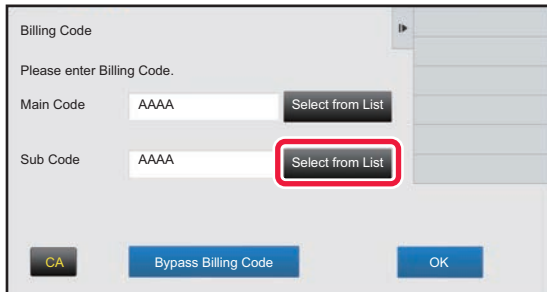 Billing Code
Please enter Billing Code.
Main Code AAAA Select from List
Sub Code AAAA Select from List
CA Bypass Billing Code OK